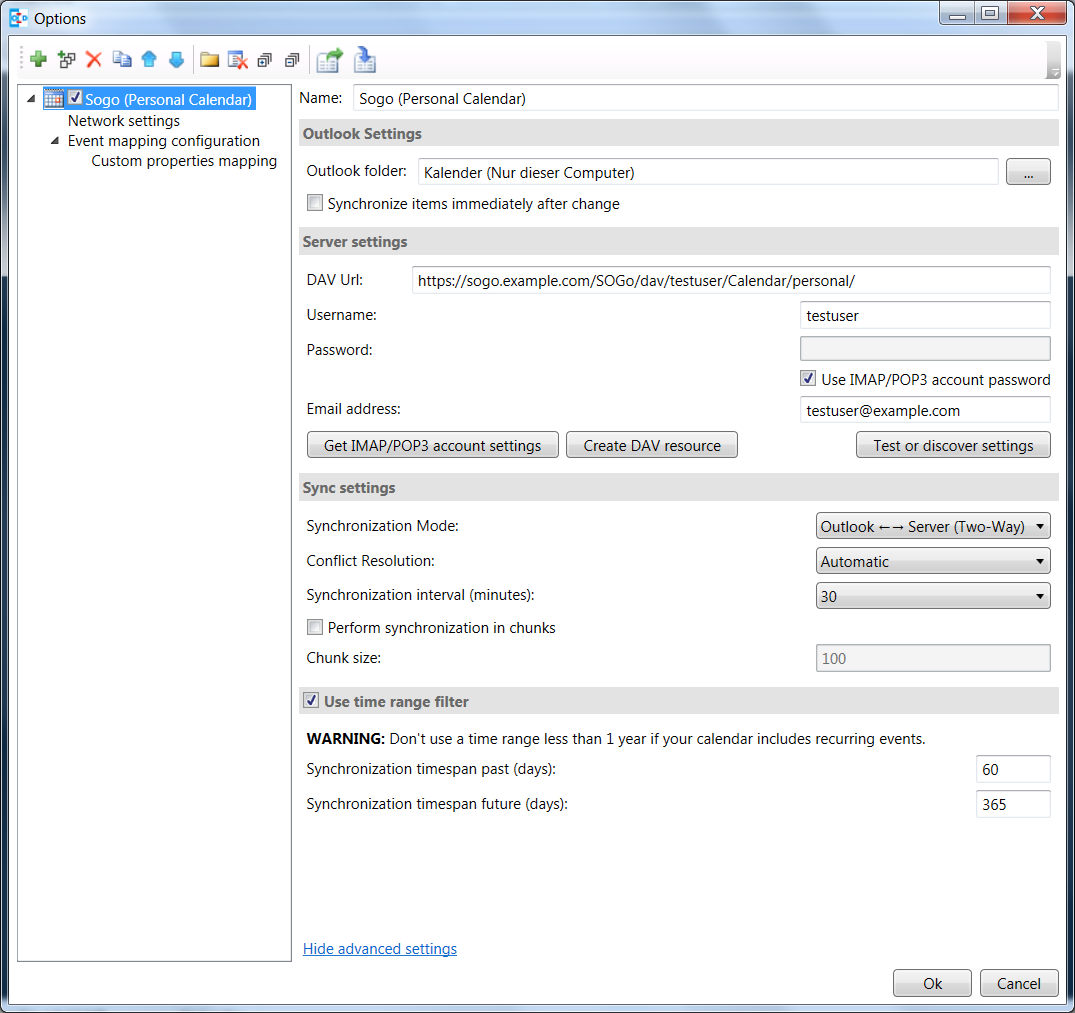 Options
Sogo (Personal Calendar)
Network settings
Event mapping configuration
Custom properties mapping
Name: Sogo (Personal Calendar)
Outlook Settings
Outlook folder: Kalender (Nur dieser Computer) ...
Synchronize items immediately after change
Server settings
DAV Url: https://sogo.example.com/SOGo/dav/testuser/Calendar/personal/
Username: testuser
Password:
Use IMAP/POP3 account password
Email address: testuser@example.com
Get IMAP/POP3 account settings Create DAV resource Test or discover settings
Sync settings
Synchronization Mode: Outlook ←→ Server (Two-Way)
Conflict Resolution: Automatic
Synchronization interval (minutes): 30
Perform synchronization in chunks
Chunk size: 100
Use time range filter
WARNING: Don't use a time range less than 1 year if your calendar includes recurring events.
Synchronization timespan past (days): 60
Synchronization timespan future (days): 365
Hide advanced settings
Ok Cancel